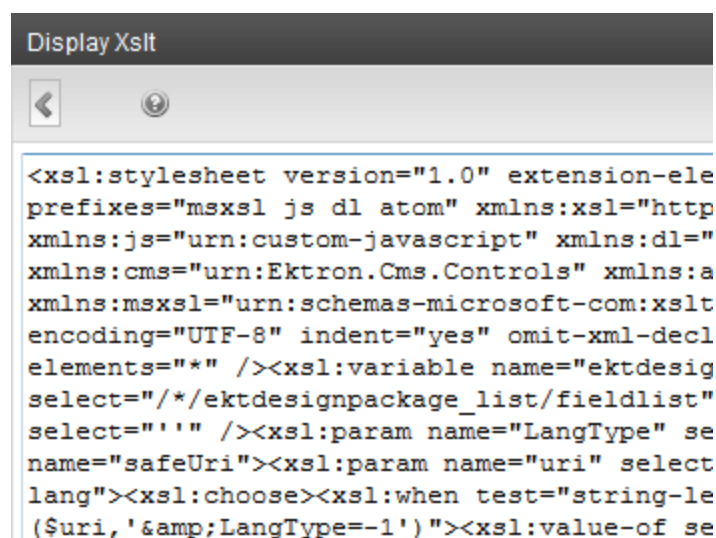 Display Xslt
<xsl:stylesheet version="1.0" extension-ele
prefixes="msxsl js dl atom" xmlns:xsl="http
xmlns:js="urn:custom-javascript" xmlns:dl="
xmlns:cms="urn:Ektron.Cms.Controls" xmlns:a
xmlns:msxsl="urn:schemas-microsoft-com:xslt
encoding="UTF-8" indent="yes" omit-xml-decl
elements="*" /><xsl:variable name="ektdesig
select="/*/ektdesignpackage_list/fieldlist"
select="''" /><xsl:param name="LangType" se
name="safeUri"><xsl:param name="uri" select
lang"><xsl:choose><xsl:when test="string-le
($uri,'&amp;LangType=-1')"><xsl:value-of se